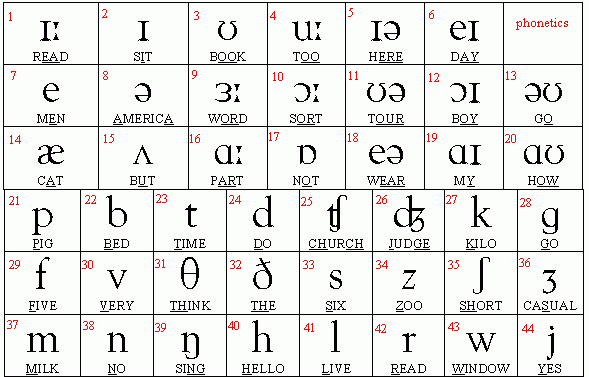 1 2 3 4 5 6 phonetics
ɪː ɪ ʊ uː ɪə eɪ
READ SIT BOOK TOO HERE DAY
7 8 9 10 11 12 13
e ə ɜː ɔː ʊə ɔɪ əʊ
MEN AMERICA WORD SORT TOUR BOY GO
14 15 16 17 18 19 20
æ ʌ ɑː ɒ eə ɑɪ ɑʊ
CAT BUT PART NOT WEAR MY HOW
21 22 23 24 25 26 27 28
p b t d ʧ ʤ k g
PIG BED TIME DO CHURCH JUDGE KILO GO
29 30 31 32 33 34 35 36
f v θ ð s z ʃ ʒ
FIVE VERY THINK THE SIX ZOO SHORT CASUAL
37 38 39 40 41 42 43 44
m n ŋ h l r w j
MILK NO SING HELLO LIVE READ WINDOW YES